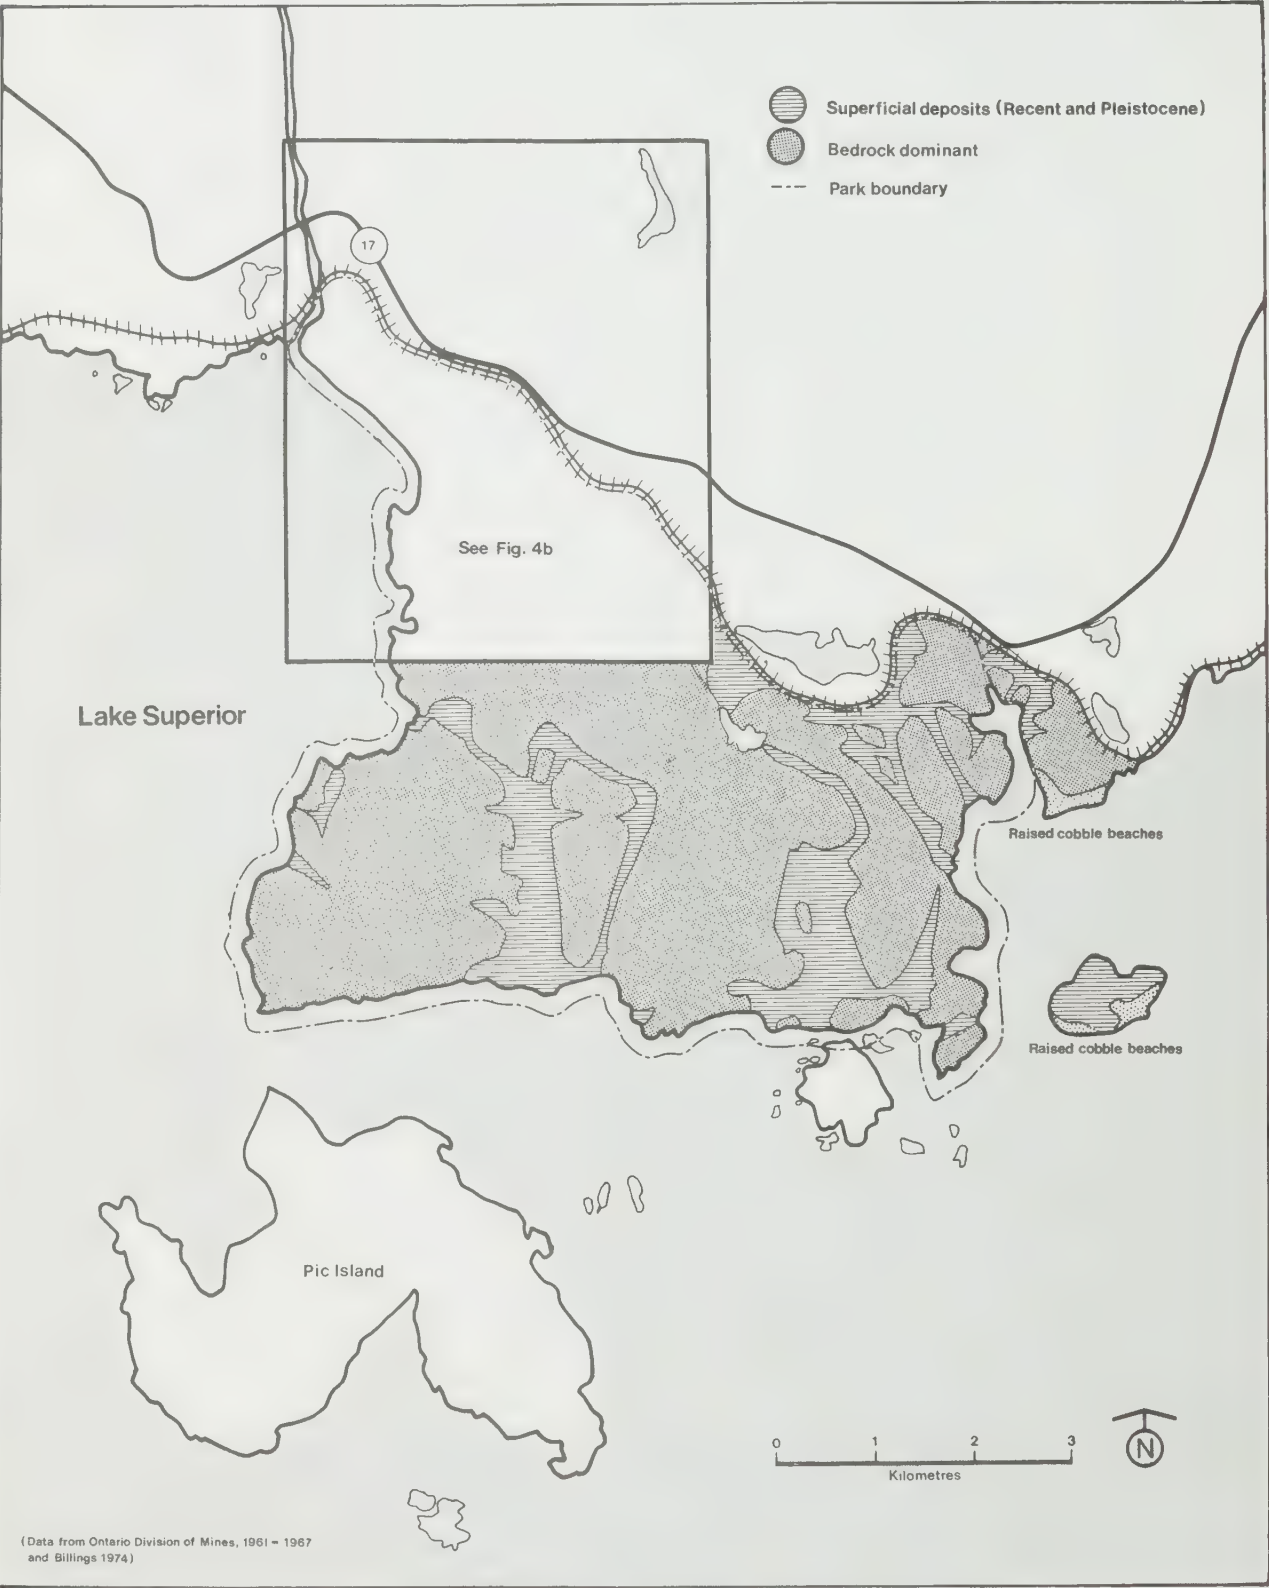 Superficial deposits (Recent and Pleistocene)
Bedrock dominant
Park boundary
17
See Fig. 4b
Lake Superior
Raised cobble beaches
Raised cobble beaches
Pic Island
0 1 2 3
Kilometres
N
(Data from Ontario Division of Mines, 1961 - 1967
and Billings 1974)